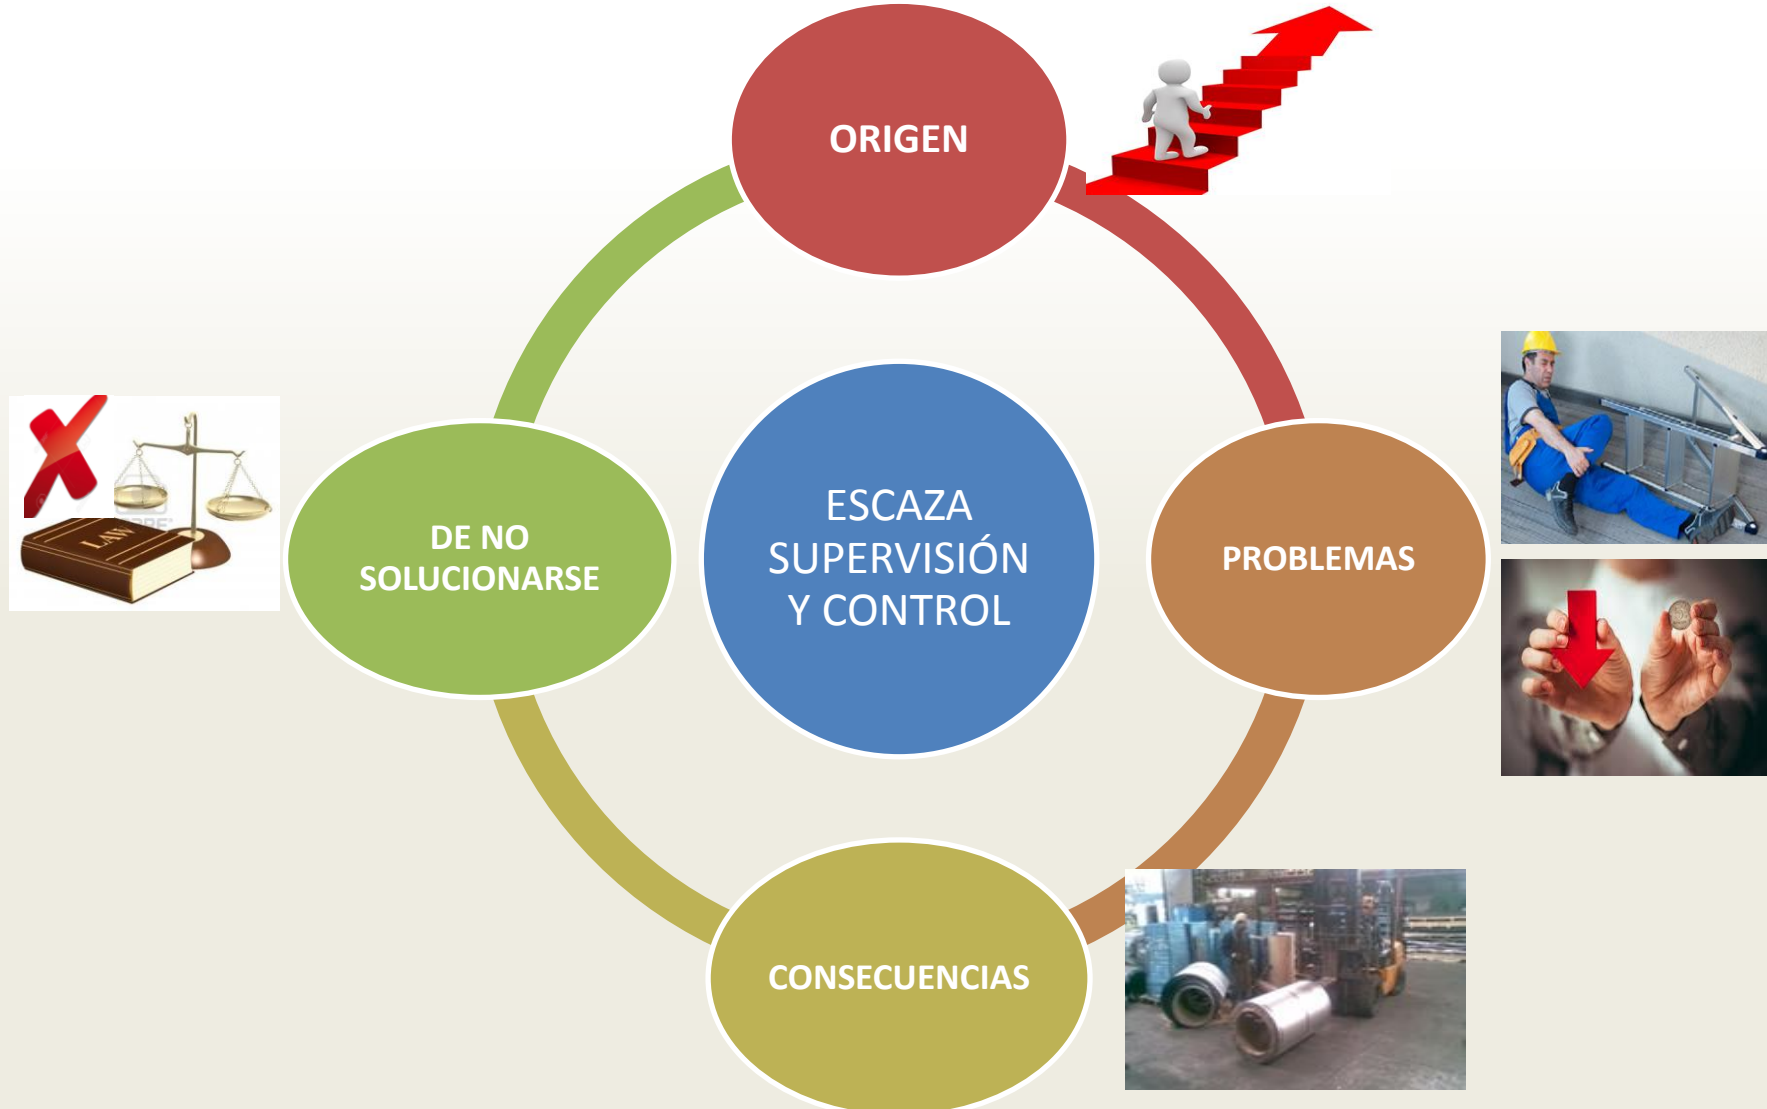 ORIGEN
DE NO
SOLUCIONARSE
ESCAZA
SUPERVISIÓN
Y CONTROL
PROBLEMAS
CONSECUENCIAS
LAW